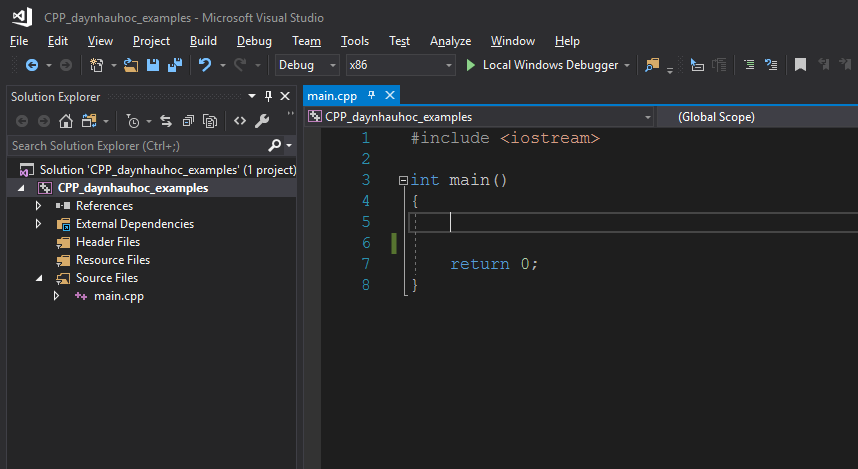 CPP_daynhauhoc_examples - Microsoft Visual Studio
File Edit View Project Build Debug Team Tools Test Analyze Window Help
Debug x86 Local Windows Debugger
Solution Explorer
Search Solution Explorer (Ctrl+;)
Solution 'CPP_daynhauhoc_examples' (1 project)
CPP_daynhauhoc_examples
References
External Dependencies
Header Files
Resource Files
Source Files
main.cpp
main.cpp
CPP_daynhauhoc_examples (Global Scope)
1 #include <iostream>
2
3 int main()
4 {
5
6
7 return 0;
8 }